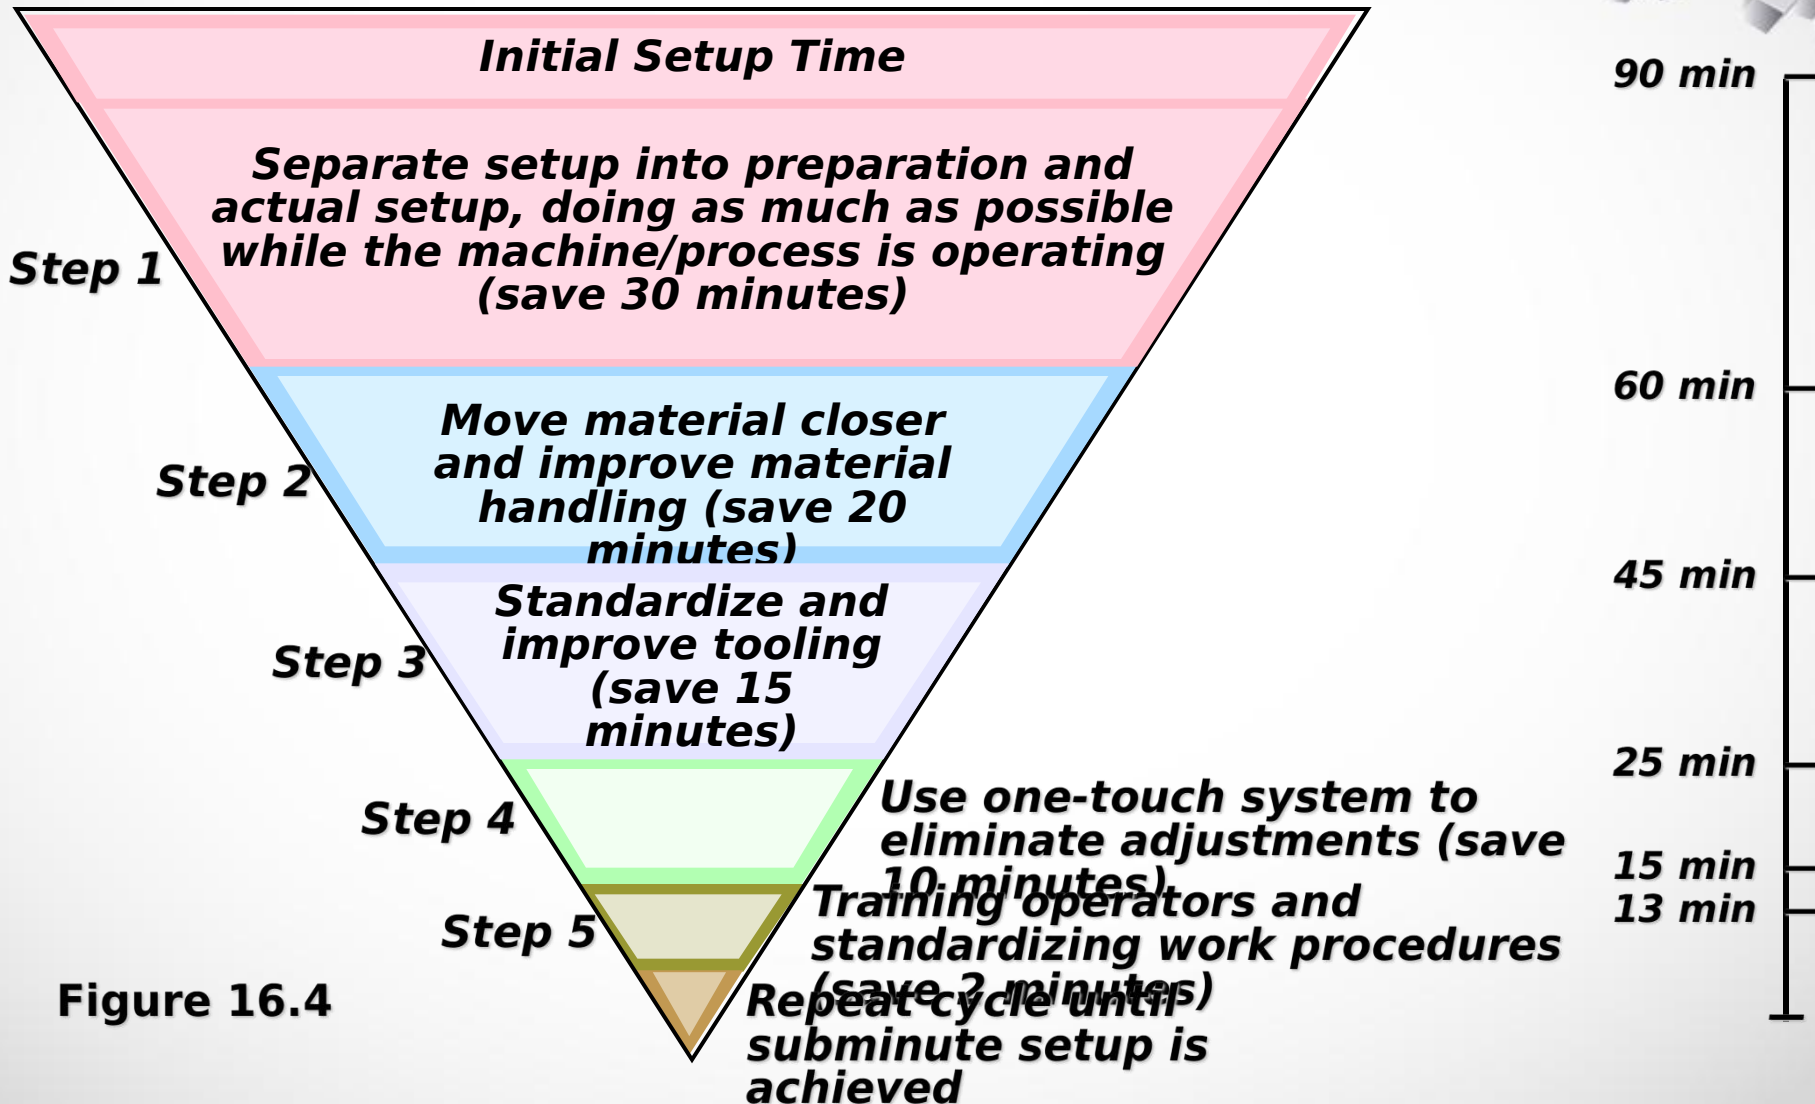 Initial Setup Time
90 min
Separate setup into preparation and
actual setup, doing as much as possible
while the machine/process is operating
(save 30 minutes)
Step 1
60 min
Move material closer
and improve material
handling (save 20
minutes)
Step 2
45 min
Standardize and
improve tooling
(save 15
minutes)
Step 3
25 min
Use one-touch system to
eliminate adjustments (save
10 minutes)
Step 4
15 min
13 min
Training operators and
standardizing work procedures
(save 2 minutes)
Step 5
Repeat cycle until
subminute setup is
achieved
Figure 16.4